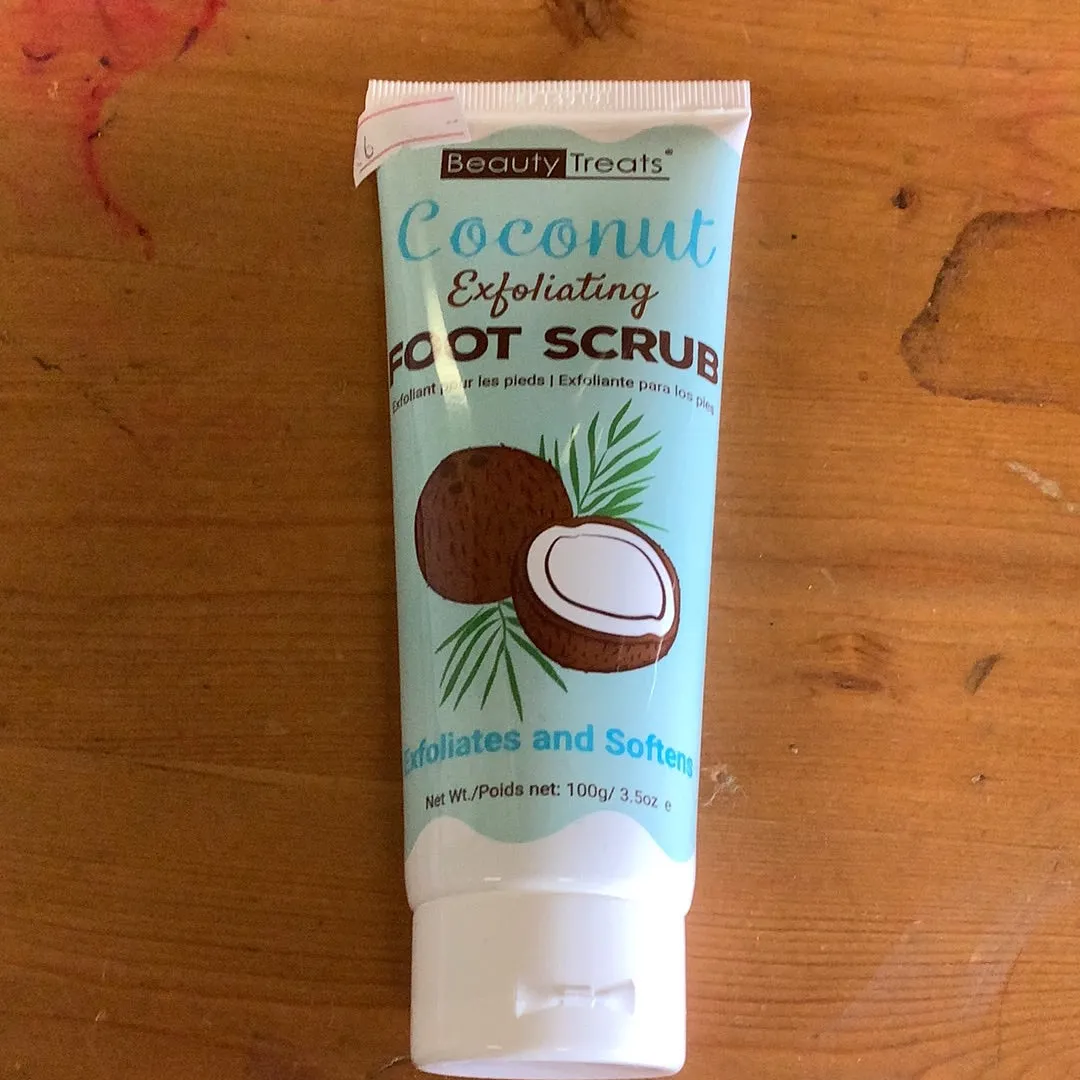 6
Beauty Treats®
Coconut
Exfoliating
FOOT SCRUB
Exfoliant pour les pieds | Exfoliante para los pies
Exfoliates and Softens
Net Wt./Poids net: 100g/ 3.5oz e